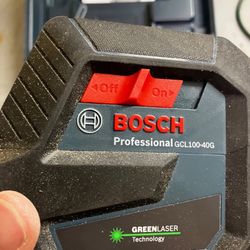 Off On
BOSCH
Professional GCL100-40G
GREENLASER
Technology